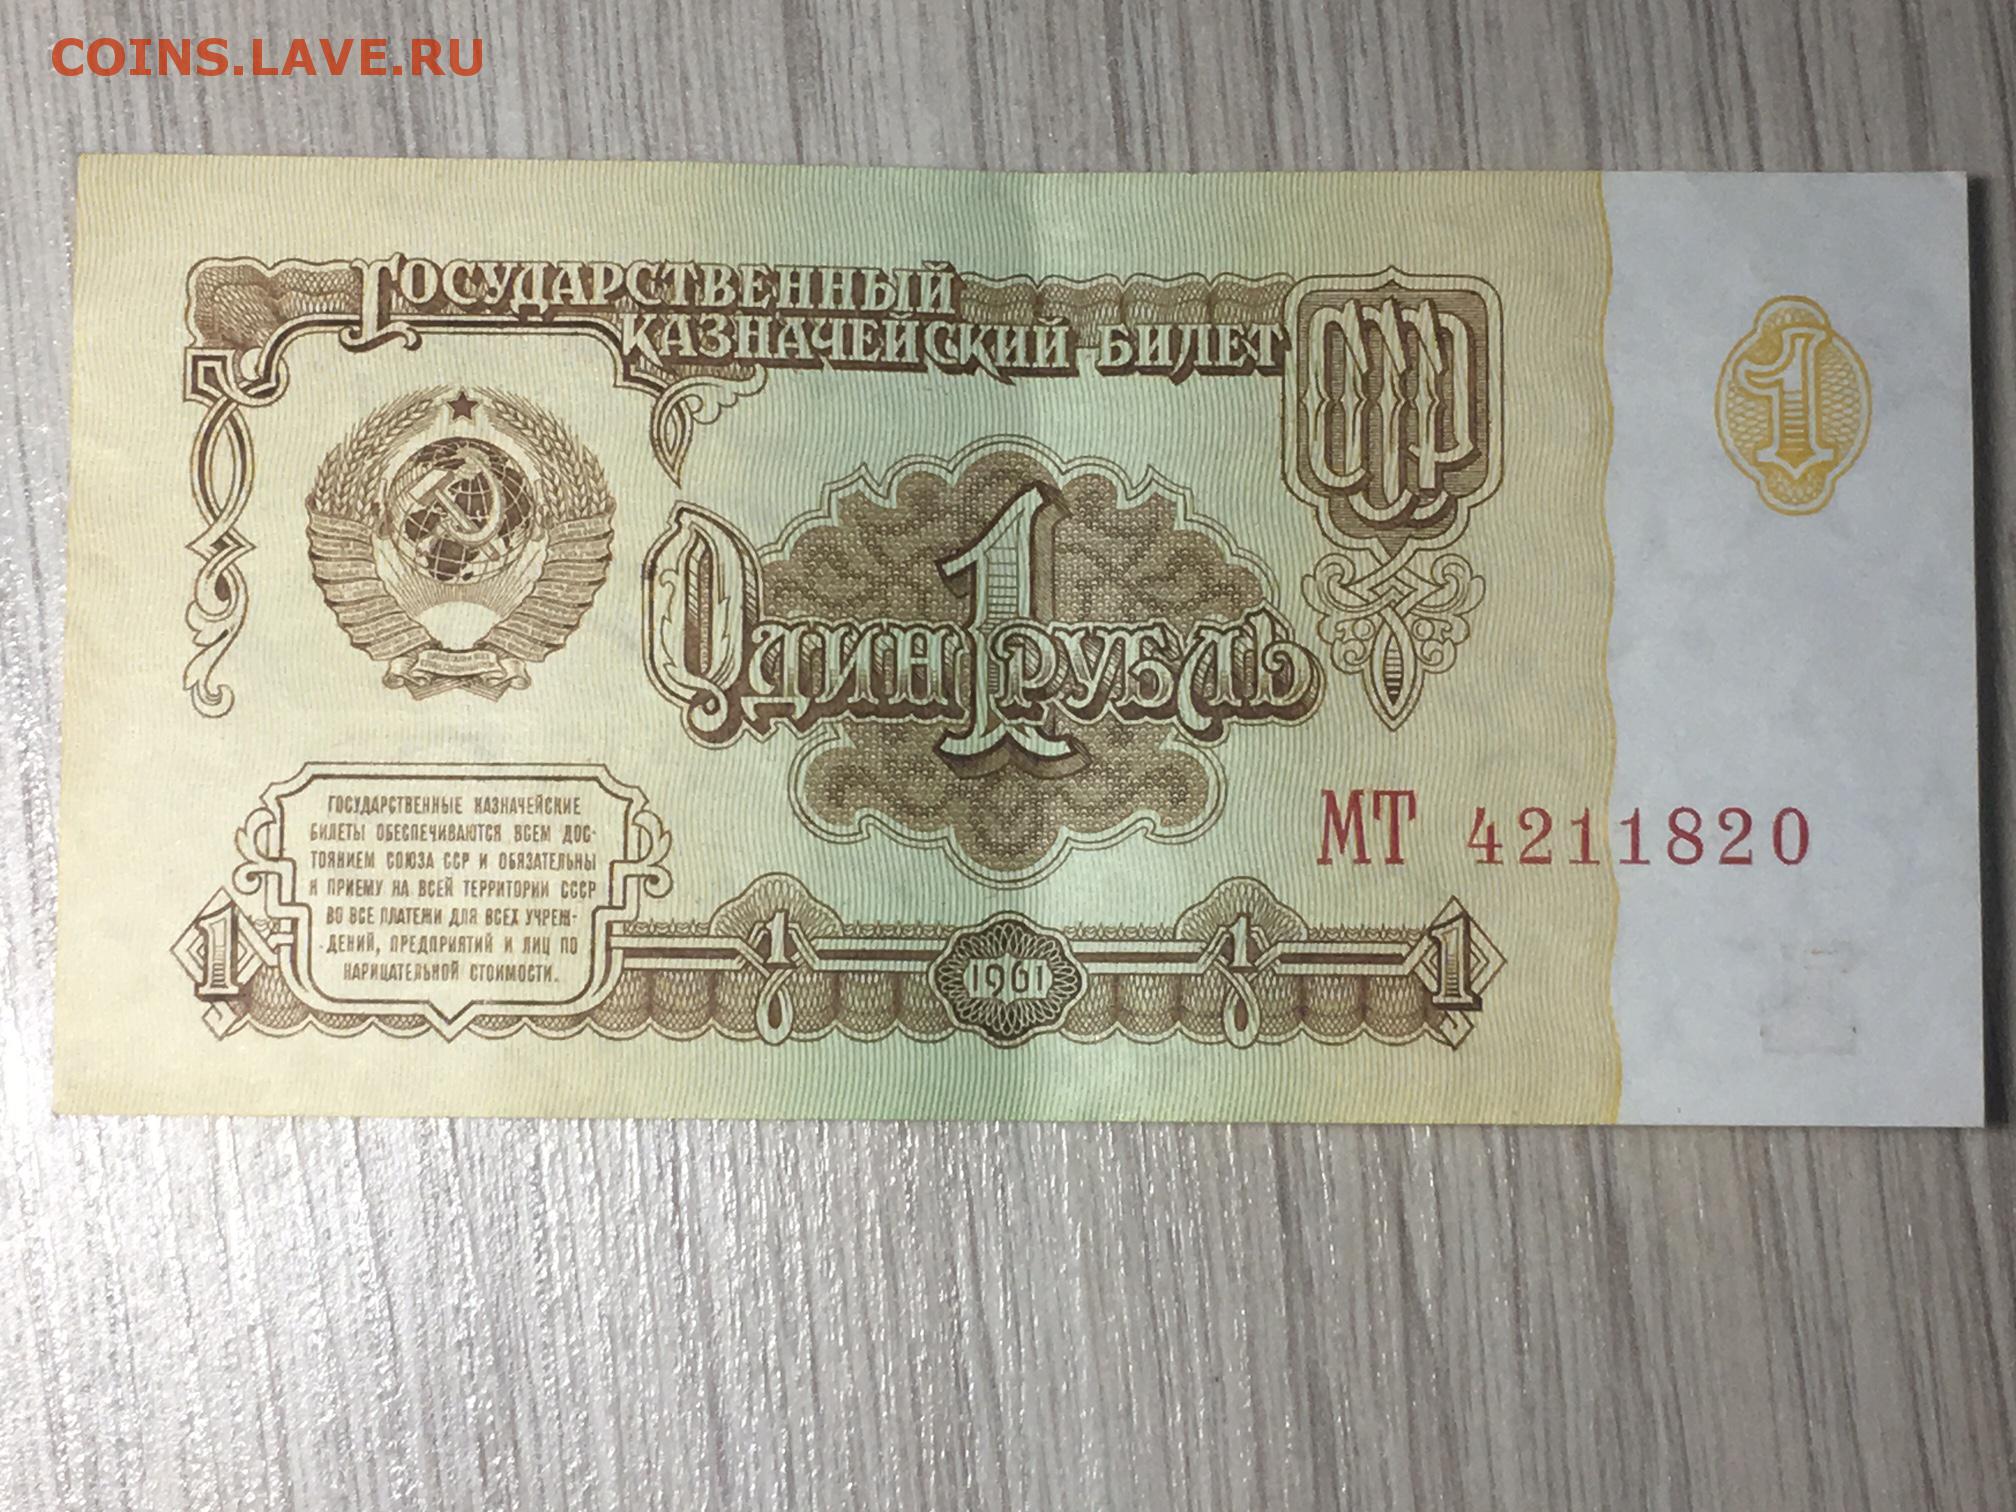 COINS.LAVE.RU
ГОСУДАРСТВЕННЫЙ
КАЗНАЧЕЙСКИЙ БИЛЕТ
СССР
1
1
ОДИН РУБЛЬ
МТ 4211820
ГОСУДАРСТВЕННЫЕ КАЗНАЧЕЙСКИЕ
БИЛЕТЫ ОБЕСПЕЧИВАЮТСЯ ВСЕМ ДОС-
ТОЯНИЕМ СОЮЗА ССР И ОБЯЗАТЕЛЬНЫ
К ПРИЕМУ НА ВСЕЙ ТЕРРИТОРИИ СССР
ВО ВСЕ ПЛАТЕЖИ ДЛЯ ВСЕХ УЧРЕЖ-
ДЕНИЙ, ПРЕДПРИЯТИЙ И ЛИЦ ПО
НАРИЦАТЕЛЬНОЙ СТОИМОСТИ.
1 1 1961 1 1